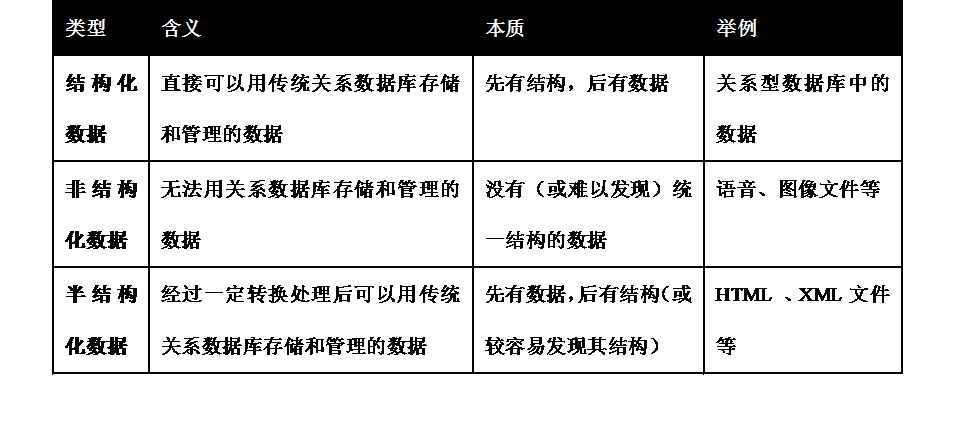 类型 含义 本质 举例
结构化 直接可以用传统关系数据库存储 先有结构，后有数据 关系型数据库中的
数据 和管理的数据 数据
非结构 无法用关系数据库存储和管理的 没有（或难以发现）统 语音、图像文件等
化数据 数据 一结构的数据
半结构 经过一定转换处理后可以用传统 先有数据，后有结构（或 HTML 、XML 文件
化数据 关系数据库存储和管理的数据 较容易发现其结构） 等